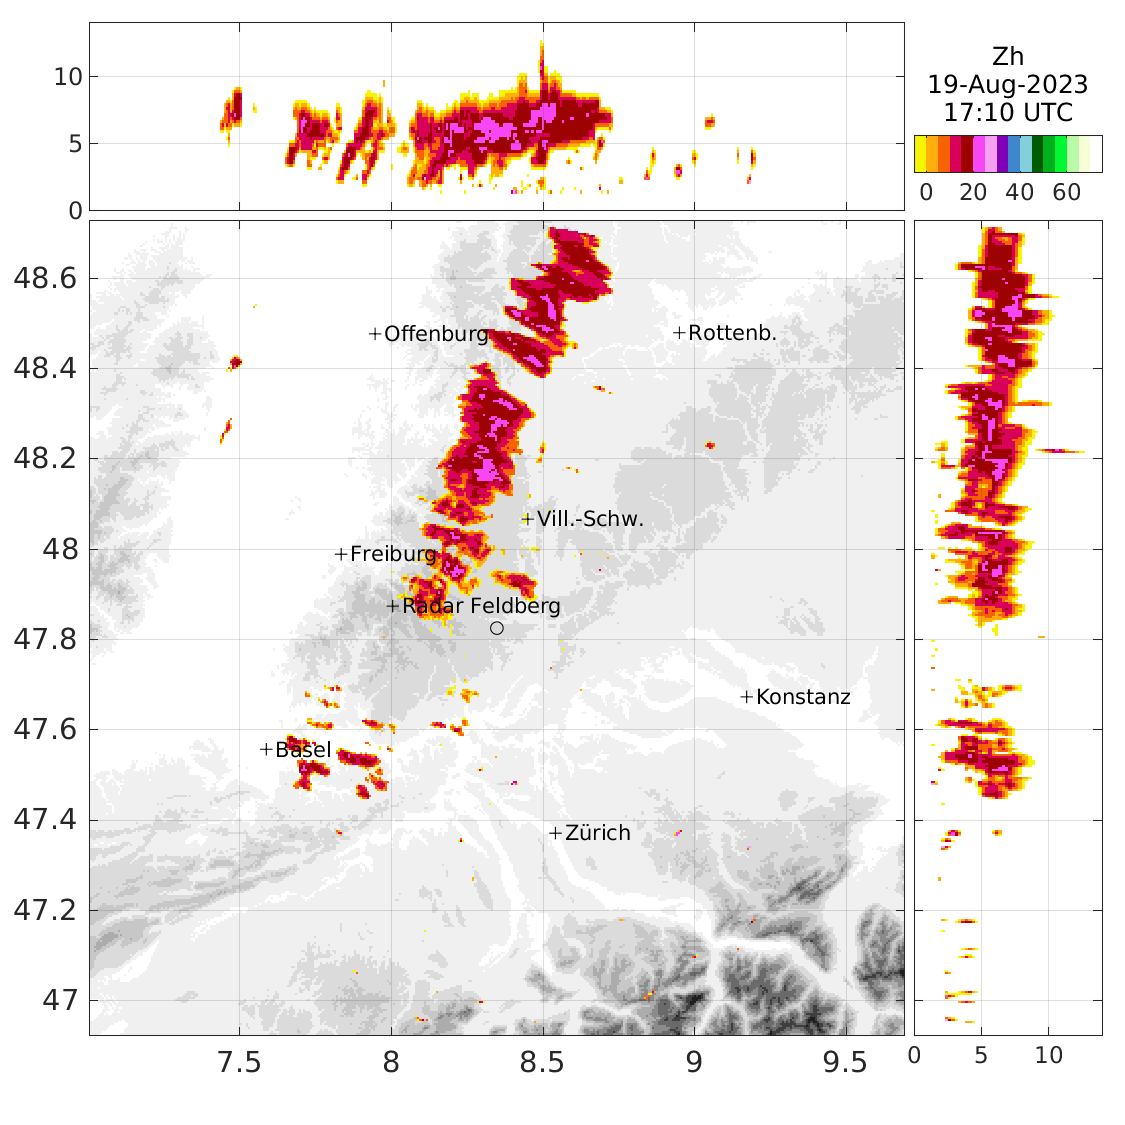 10
5
0
Zh
19-Aug-2023
17:10 UTC
0 20 40 60
48.6
48.4
48.2
48
47.8
47.6
47.4
47.2
47
+Offenburg
+Rottenb.
+Vill.-Schw.
+Freiburg
+Radar Feldberg
+Konstanz
+Basel
+Zürich
7.5 8 8.5 9 9.5
0 5 10